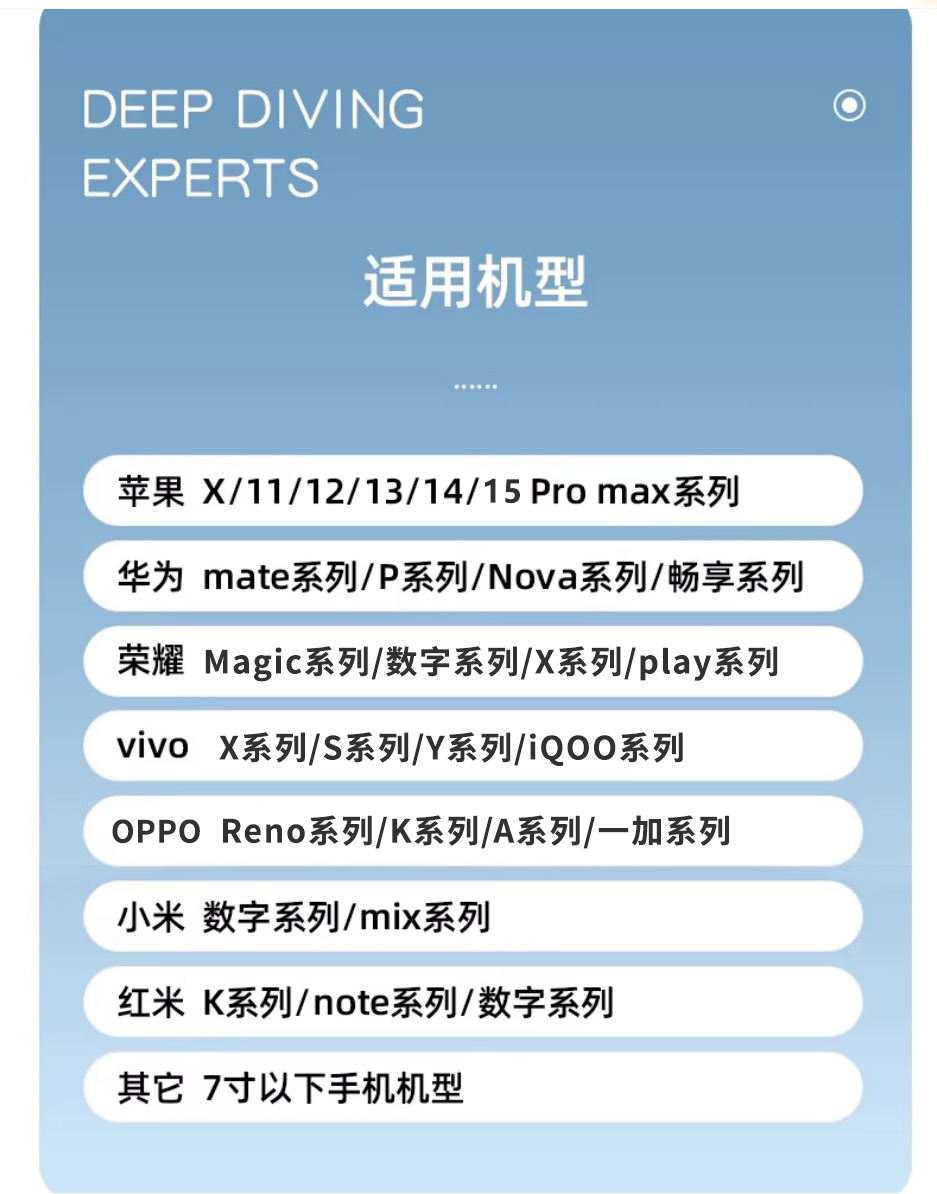 DEEP DIVING
EXPERTS
适用机型
……
苹果 X/11/12/13/14/15 Pro max系列
华为 mate系列/P系列/Nova系列/畅享系列
荣耀 Magic系列/数字系列/X系列/play系列
vivo X系列/S系列/Y系列/iQOO系列
OPPO Reno系列/K系列/A系列/一加系列
小米 数字系列/mix系列
红米 K系列/note系列/数字系列
其它 7寸以下手机机型